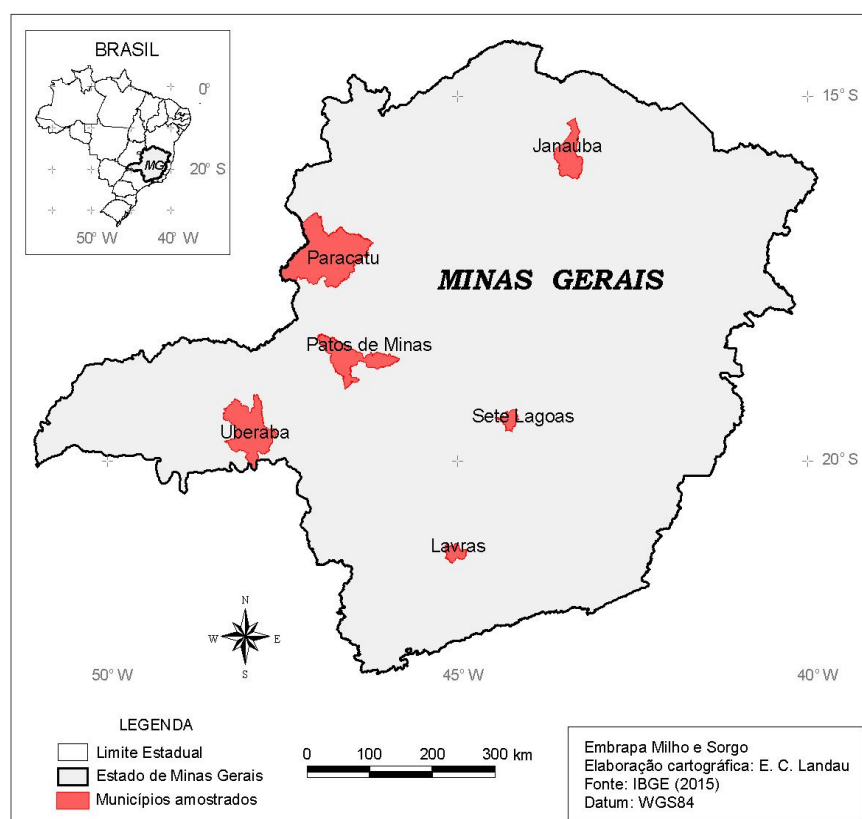 BRASIL
0°
MG
20° S
50° W
40° W
15° S
Janaúba
Paracatu
MINAS GERAIS
Patos de Minas
Sete Lagoas
Uberaba
20° S
Lavras
N
W
E
S
50° W
45° W
40° W
LEGENDA
Limite Estadual
Estado de Minas Gerais
Municípios amostrados
0 100 200 300 km
Embrapa Milho e Sorgo
Elaboração cartográfica: E. C. Landau
Fonte: IBGE (2015)
Datum: WGS84